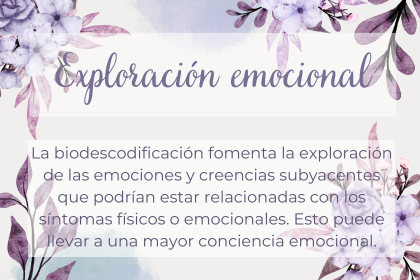 Exploración emocional
La biodescodificación fomenta la exploración
de las emociones y creencias subyacentes
que podrían estar relacionadas con los
síntomas físicos o emocionales. Esto puede
llevar a una mayor conciencia emocional.